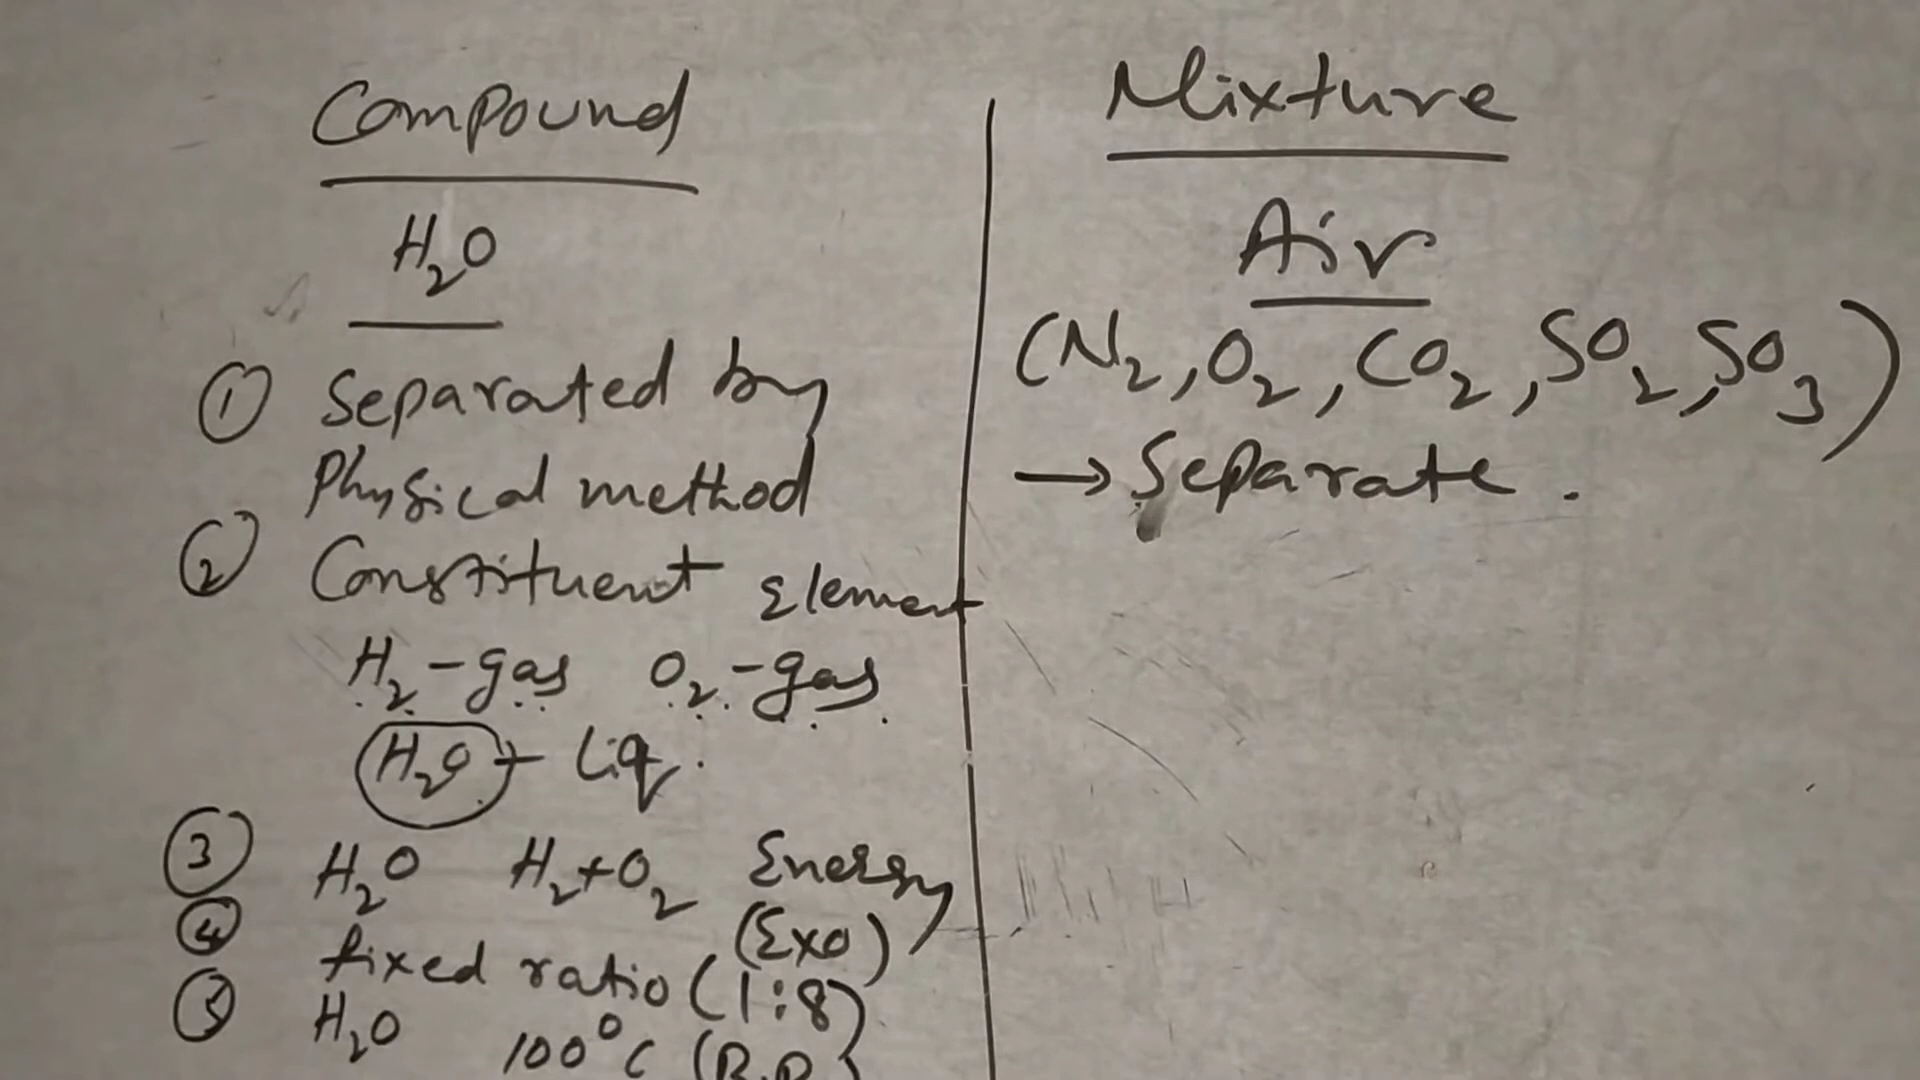 Compound
H₂O
① Separated by
Physical method
② Constituent Element
H₂-gas O₂-gas
H₂O - Liq.
③ H₂O H₂+O₂ Energy
(Exo)
④ fixed ratio (1:8)
⑤ H₂O 100°C (B.P)
Mixture
Air
(N₂, O₂, CO₂, SO₂, SO₃)
→ Separate.